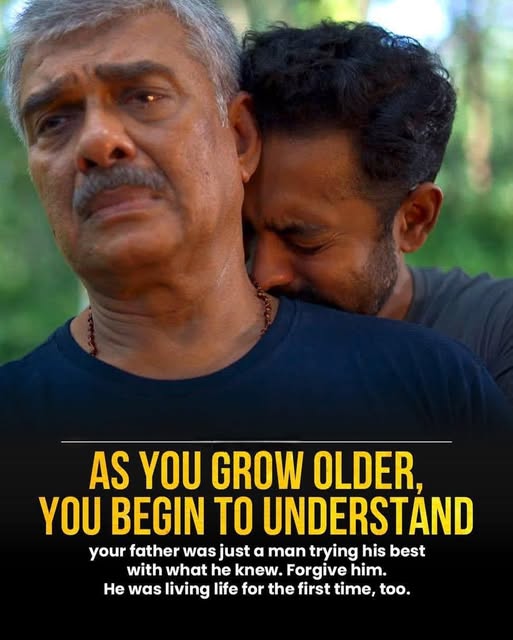 AS YOU GROW OLDER,
YOU BEGIN TO UNDERSTAND
your father was just a man trying his best
with what he knew. Forgive him.
He was living life for the first time, too.